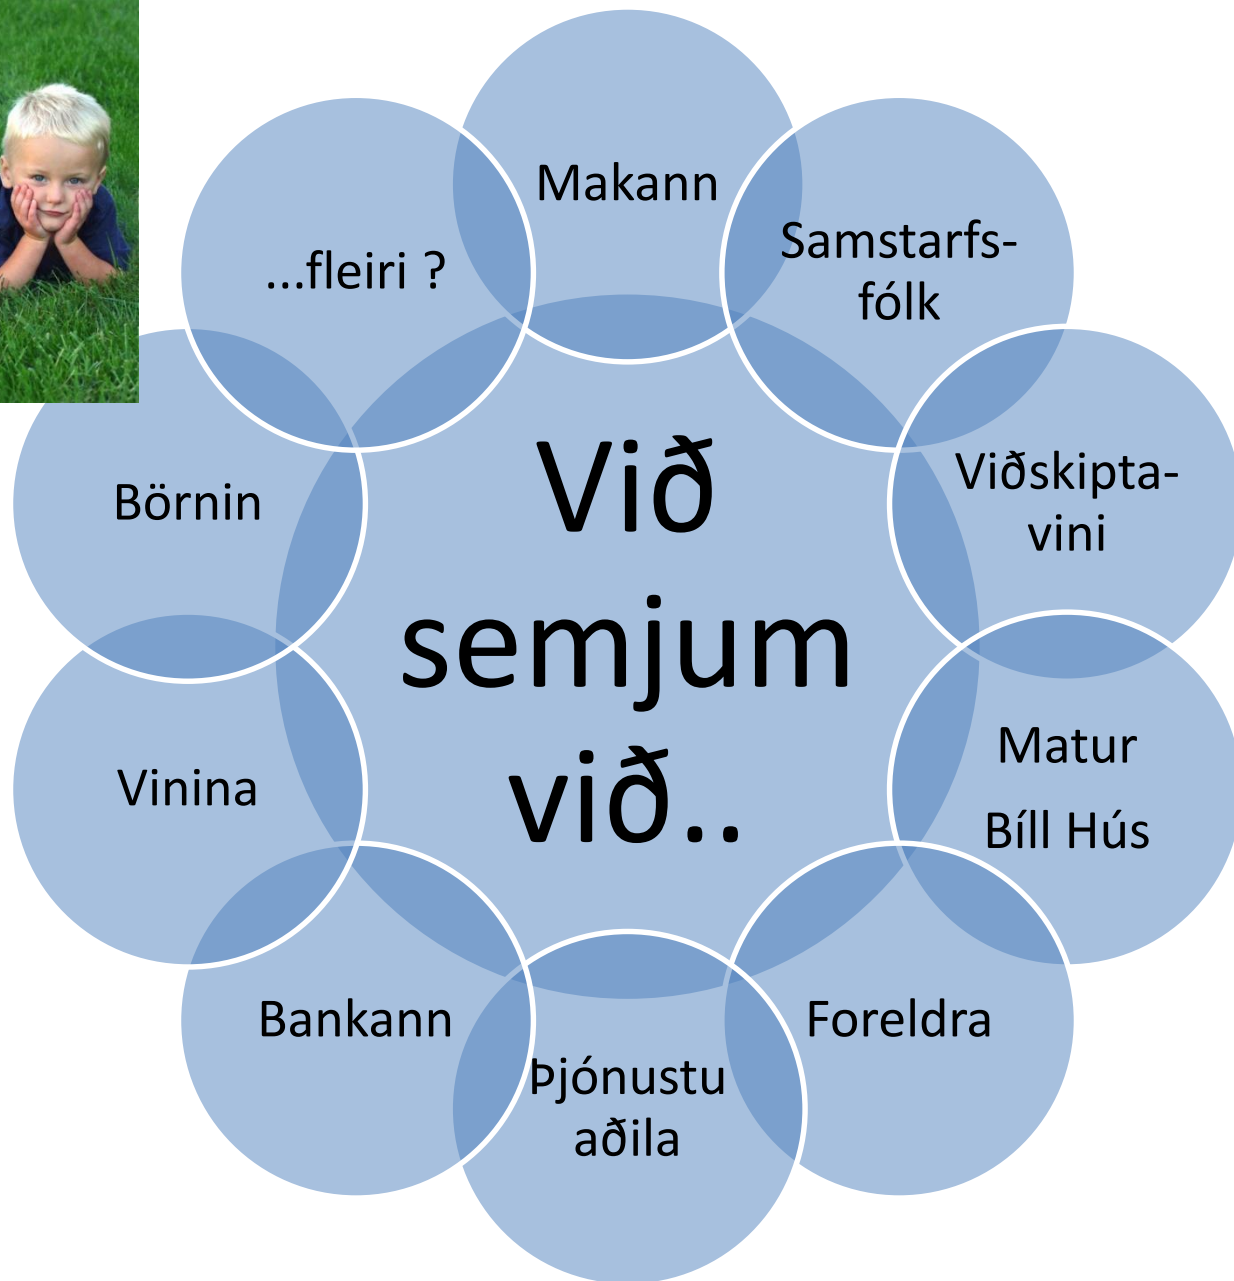 Við
semjum
við..
Makann
Samstarfs-
fólk
Viðskipta-
vini
Matur
Bíll Hús
Foreldra
Þjónustu
aðila
Bankann
Vinina
Börnin
...fleiri ?